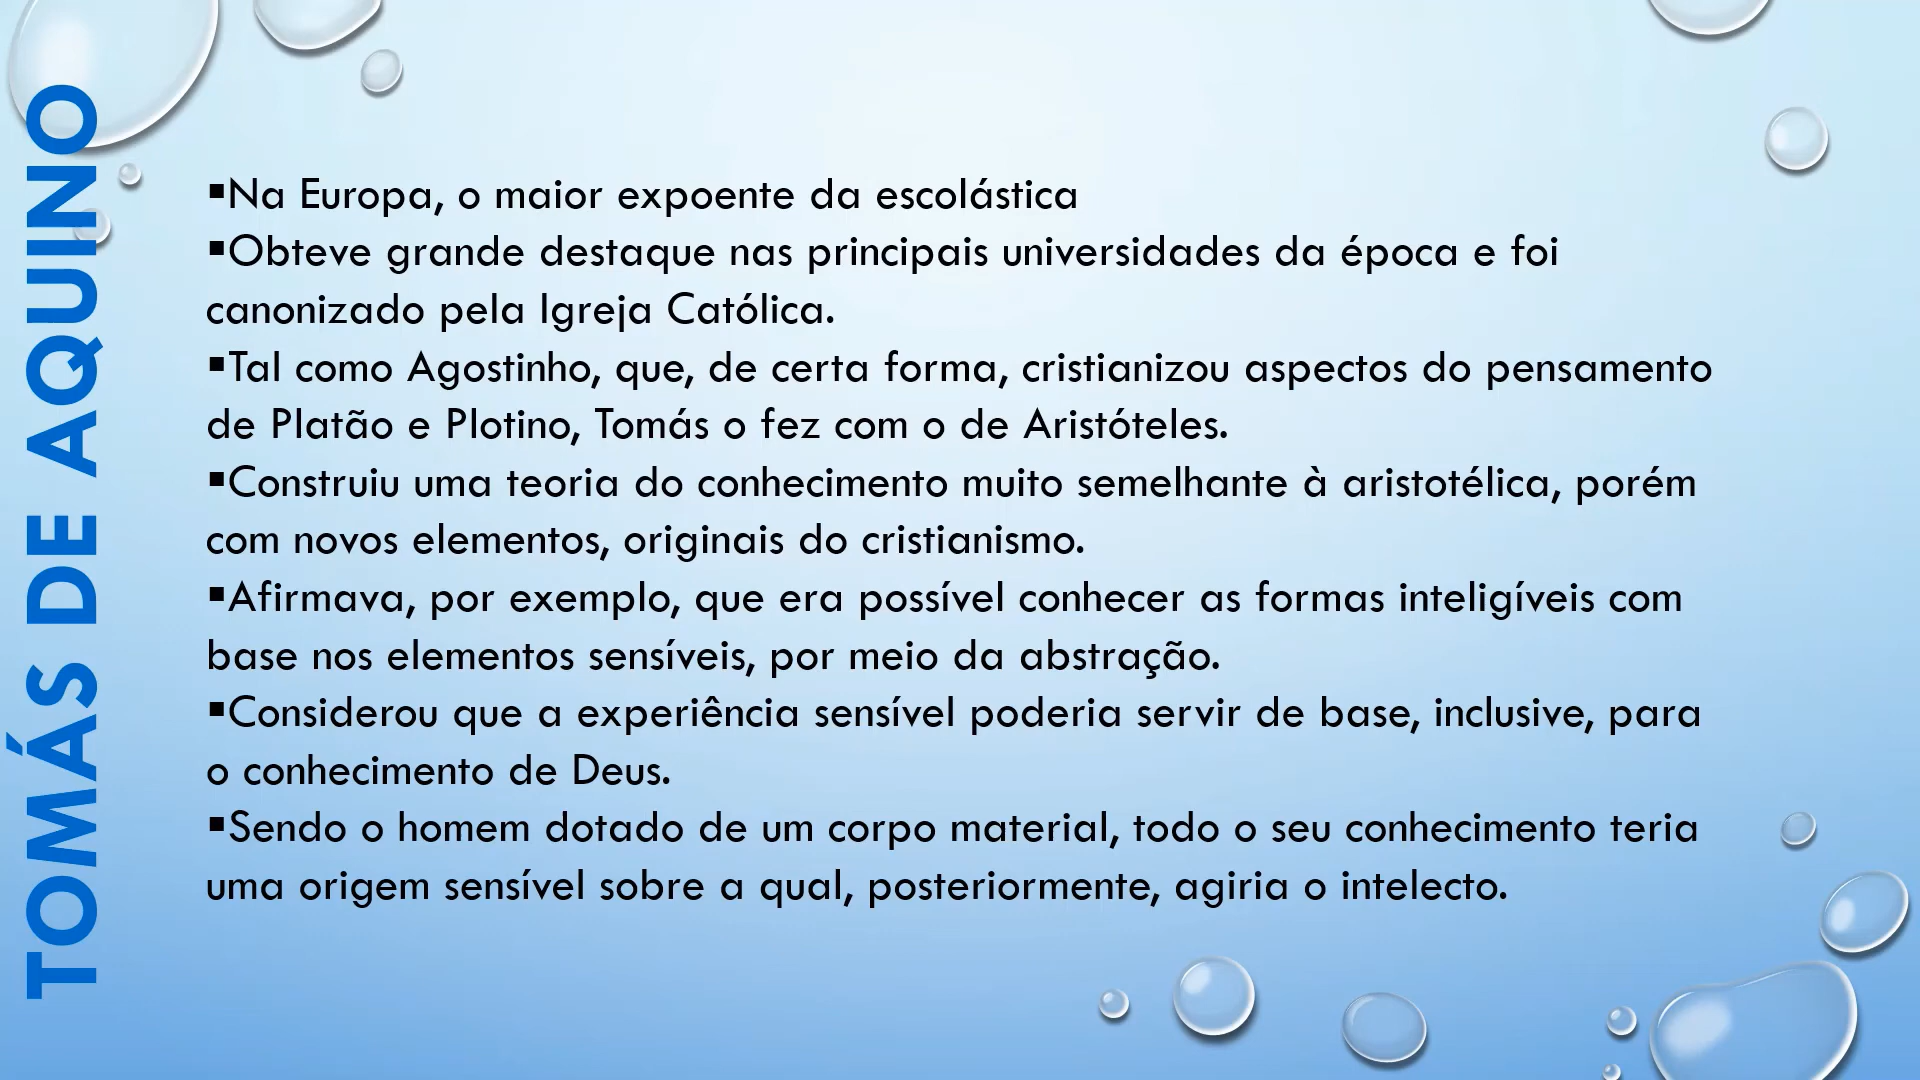 TOMÁS DE AQUINO
▪Na Europa, o maior expoente da escolástica
▪Obteve grande destaque nas principais universidades da época e foi
canonizado pela Igreja Católica.
▪Tal como Agostinho, que, de certa forma, cristianizou aspectos do pensamento
de Platão e Plotino, Tomás o fez com o de Aristóteles.
▪Construiu uma teoria do conhecimento muito semelhante à aristotélica, porém
com novos elementos, originais do cristianismo.
▪Afirmava, por exemplo, que era possível conhecer as formas inteligíveis com
base nos elementos sensíveis, por meio da abstração.
▪Considerou que a experiência sensível poderia servir de base, inclusive, para
o conhecimento de Deus.
▪Sendo o homem dotado de um corpo material, todo o seu conhecimento teria
uma origem sensível sobre a qual, posteriormente, agiria o intelecto.